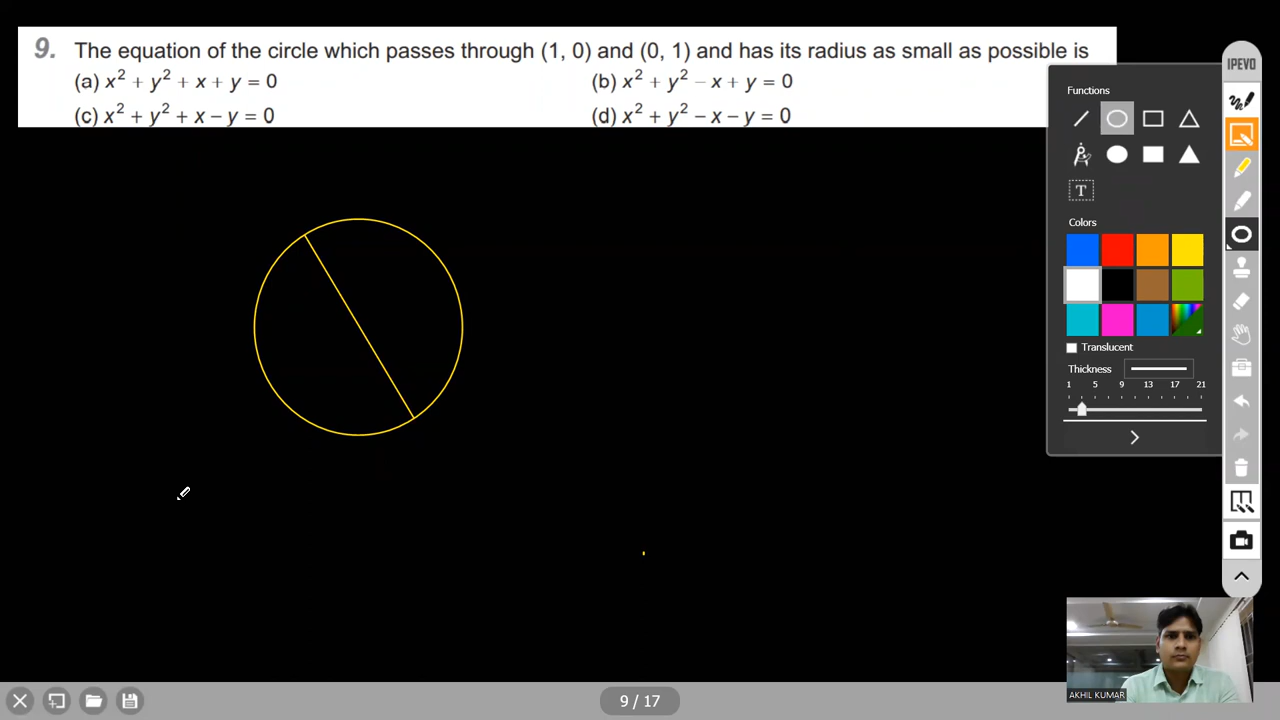 9. The equation of the circle which passes through (1, 0) and (0, 1) and has its radius as small as possible is
(a) x² + y² + x + y = 0 (b) x² + y² − x + y = 0
(c) x² + y² + x − y = 0 (d) x² + y² − x − y = 0
IPEVO
Functions
T
Colors
Translucent
Thickness
1 5 9 13 17 21
AKHIL KUMAR
9 / 17